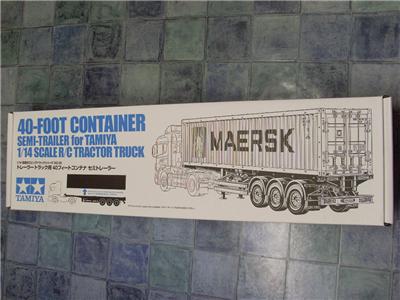 40-FOOT CONTAINER
SEMI-TRAILER for TAMIYA
1/14 SCALE R/C TRACTOR TRUCK
トレーラートラック用 40フィートコンテナ セミトレーラー
TAMIYA
MAERSK